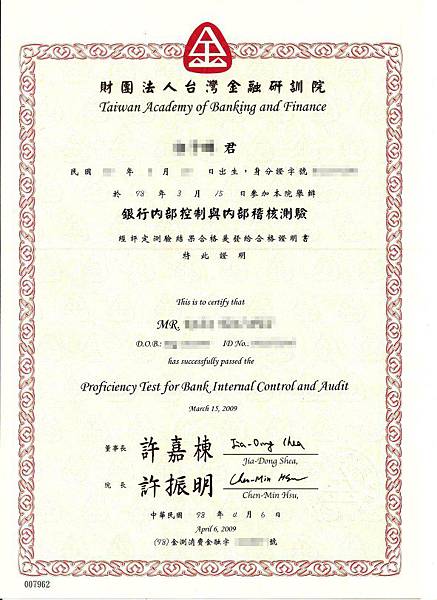 財團法人台灣金融研訓院
Taiwan Academy of Banking and Finance
君
民國 年 月 日出生，身分證字號
於 98 年 3 月 15 日參加本院舉辦
銀行內部控制與內部稽核測驗
經評定測驗結果合格爰發給合格證明書
特此證明
This is to certify that
MR.
D.O.B.: ID No.:
has successfully passed the
Proficiency Test for Bank Internal Control and Audit
March 15, 2009
董事長 許嘉棟 Jia-Dong Shea
Jia-Dong Shea,
院長 許振明 Chen-Min Hsu
Chen-Min Hsu,
中華民國 98 年 4 月 6 日
April 6, 2009
(98)金測消費金融字 號
007962